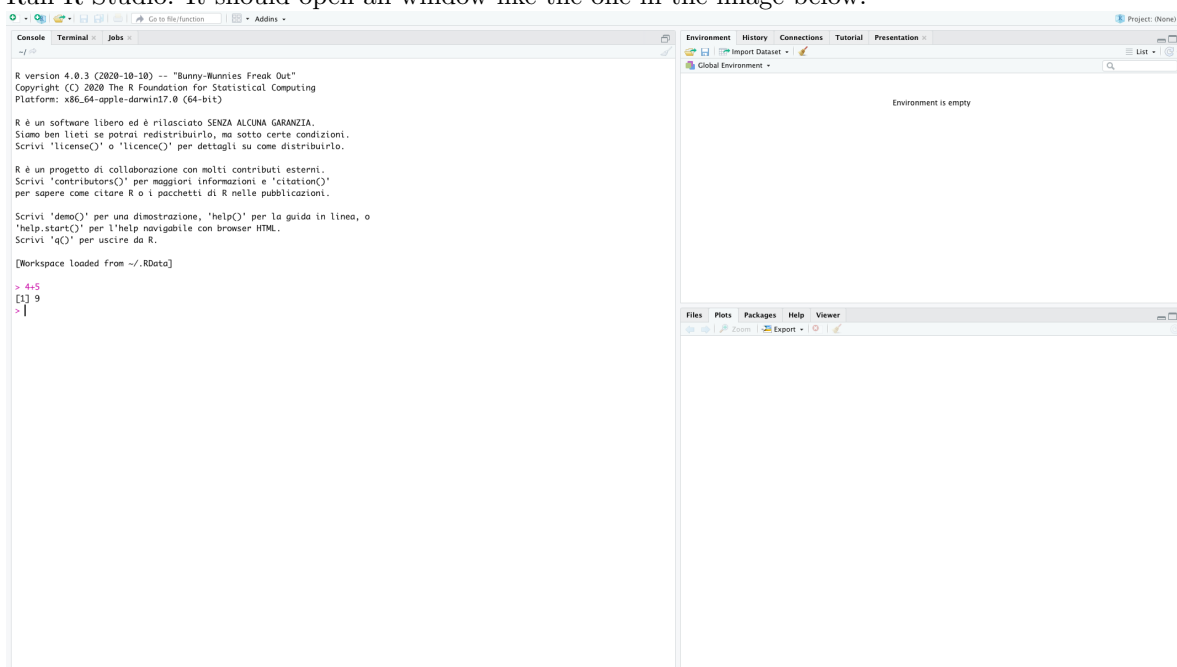 Run R Studio. It should open an window like the one in the image below.
Go to file/function Addins Project: (None)
Console Terminal Jobs
~/
R version 4.0.3 (2020-10-10) -- "Bunny-Wunnies Freak Out"
Copyright (C) 2020 The R Foundation for Statistical Computing
Platform: x86_64-apple-darwin17.0 (64-bit)
R è un software libero ed è rilasciato SENZA ALCUNA GARANZIA.
Siamo ben lieti se potrai redistribuirlo, ma sotto certe condizioni.
Scrivi 'license()' o 'licence()' per dettagli su come distribuirlo.
R è un progetto di collaborazione con molti contributi esterni.
Scrivi 'contributors()' per maggiori informazioni e 'citation()'
per sapere come citare R o i pacchetti di R nelle pubblicazioni.
Scrivi 'demo()' per una dimostrazione, 'help()' per la guida in linea, o
'help.start()' per l'help navigabile con browser HTML.
Scrivi 'q()' per uscire da R.
[Workspace loaded from ~/.RData]
> 4+5
[1] 9
>
Environment History Connections Tutorial Presentation
Import Dataset List
Global Environment
Environment is empty
Files Plots Packages Help Viewer
Zoom Export